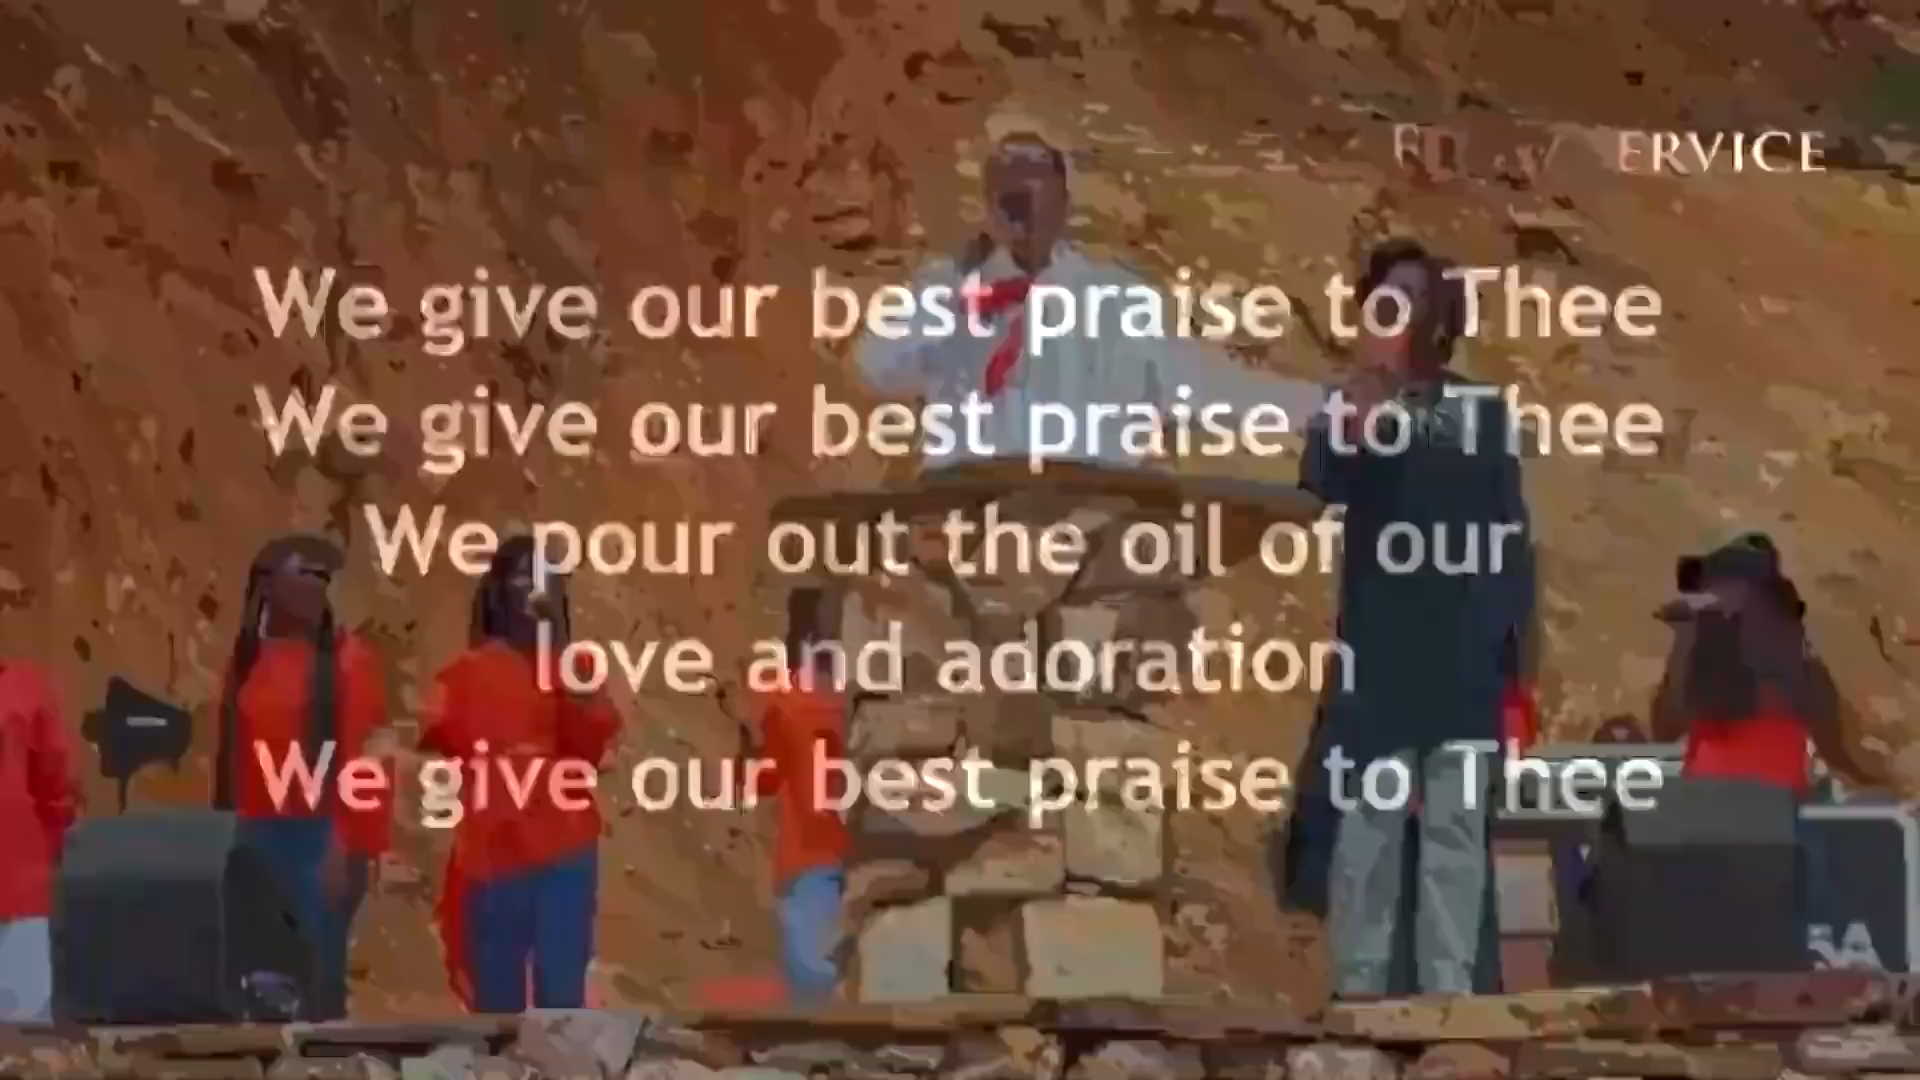 ERVICE
We give our best praise to Thee
We give our best praise to Thee
We pour out the oil of our
love and adoration
We give our best praise to Thee